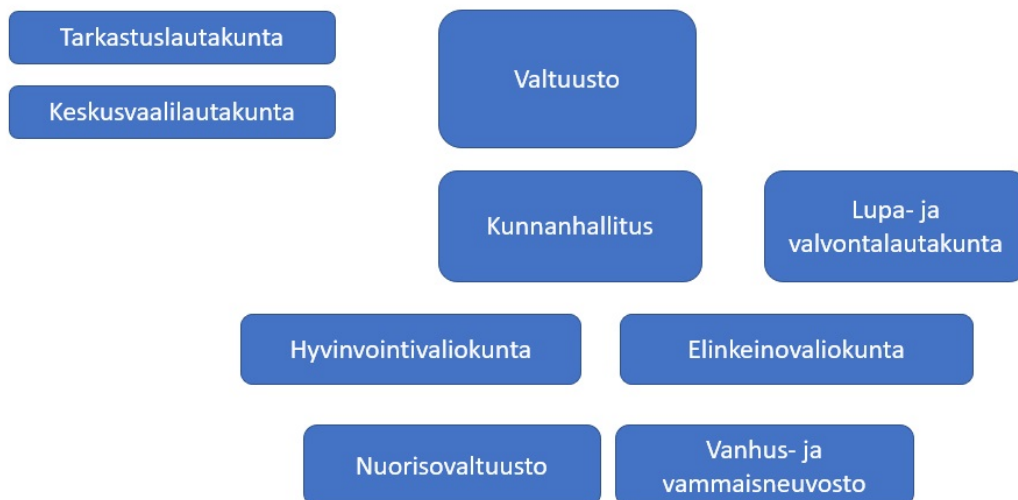 Tarkastuslautakunta
Keskusvaalilautakunta
Valtuusto
Kunnanhallitus
Lupa- ja
valvontalautakunta
Hyvinvointivaliokunta
Elinkeinovaliokunta
Nuorisovaltuusto
Vanhus- ja
vammaisneuvosto